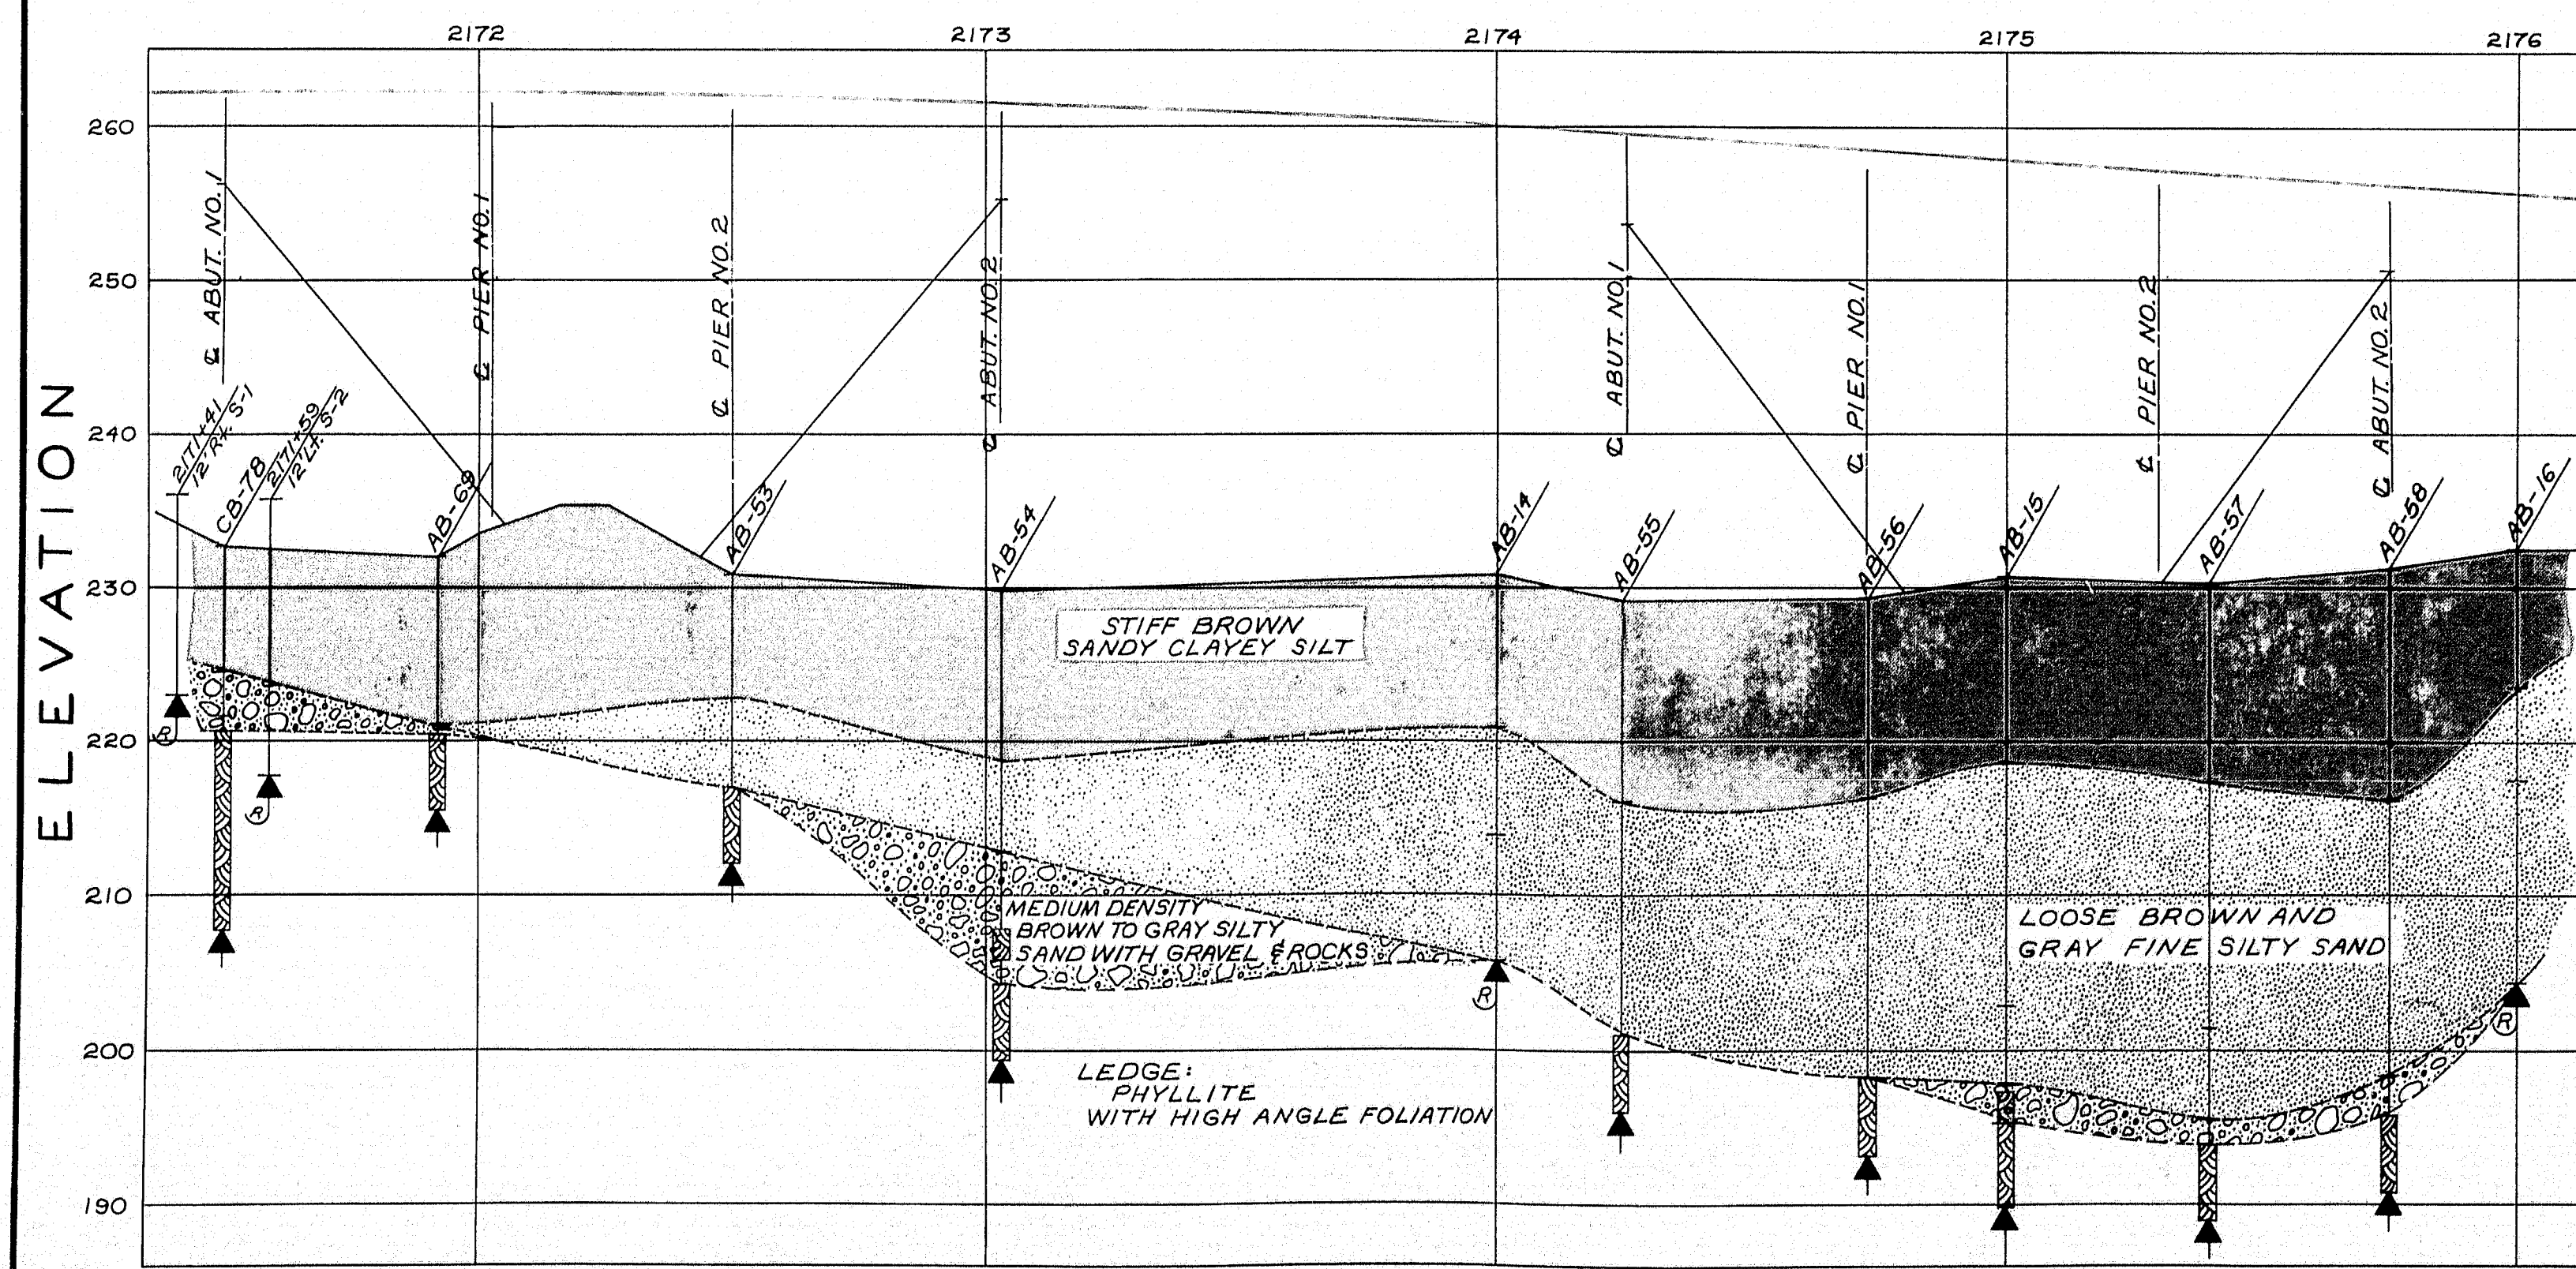 2172
2173
2174
2175
2176
260
250
240
230
220
210
200
190
ELEVATION
℄ ABUT. NO. 1
℄ PIER NO. 1
℄ PIER NO. 2
℄ ABUT. NO. 2
℄ ABUT. NO. 1
℄ PIER NO. 1
℄ PIER NO. 2
℄ ABUT. NO. 2
2171+41
12' Rt. S-1
CB-78
2171+59
12' Lt. S-2
AB-69
AB-53
AB-54
AB-14
AB-55
AB-56
AB-15
AB-57
AB-58
AB-16
STIFF BROWN
SANDY CLAYEY SILT
R
R
MEDIUM DENSITY
BROWN TO GRAY SILTY
SAND WITH GRAVEL & ROCKS
R
LOOSE BROWN AND
GRAY FINE SILTY SAND
R
LEDGE:
PHYLLITE
WITH HIGH ANGLE FOLIATION